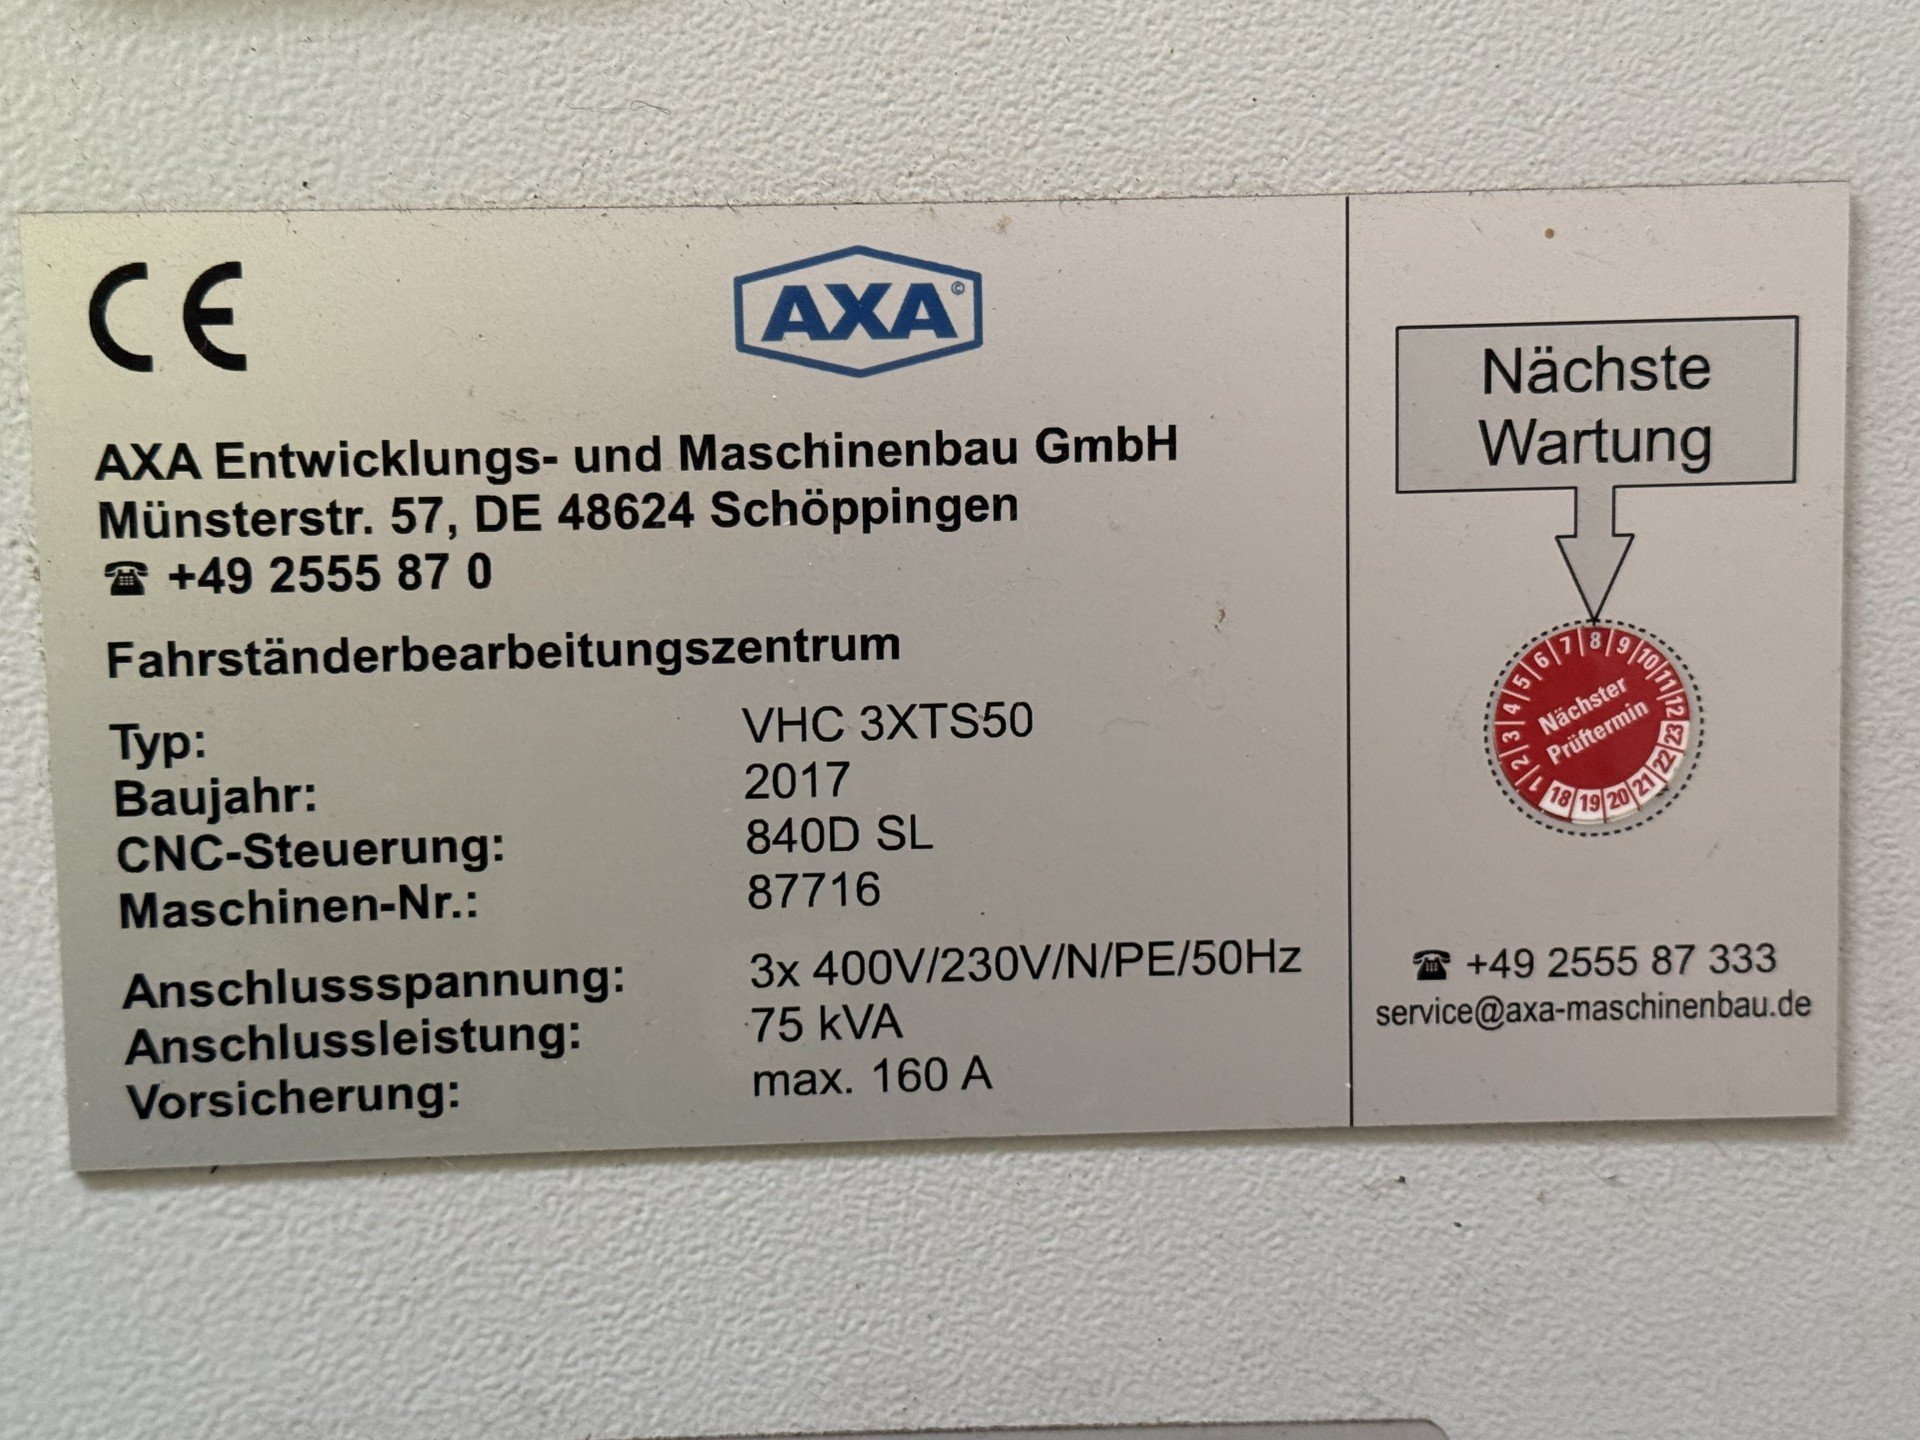 CE
AXA©
AXA Entwicklungs- und Maschinenbau GmbH
Münsterstr. 57, DE 48624 Schöppingen
☎ +49 2555 87 0
Fahrständerbearbeitungszentrum
Typ: VHC 3XTS50
Baujahr: 2017
CNC-Steuerung: 840D SL
Maschinen-Nr.: 87716
Anschlussspannung: 3x 400V/230V/N/PE/50Hz
Anschlussleistung: 75 kVA
Vorsicherung: max. 160 A
Nächste
Wartung
1 2 3 4 5 6 7 8 9 10 11 12
Nächster
Prüftermin
18 19 20 21 22 23
☎ +49 2555 87 333
service@axa-maschinenbau.de